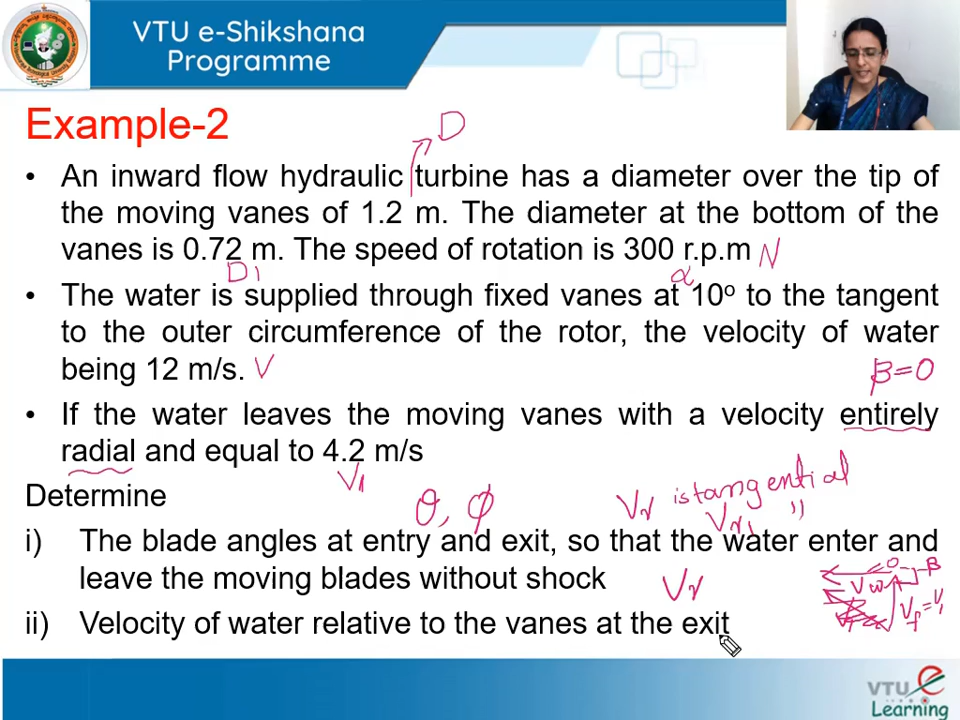 VTU e-Shikshana
Programme
Example-2
D
• An inward flow hydraulic turbine has a diameter over the tip of
the moving vanes of 1.2 m. The diameter at the bottom of the
vanes is 0.72 m. The speed of rotation is 300 r.p.m N
D1 α
• The water is supplied through fixed vanes at 10º to the tangent
to the outer circumference of the rotor, the velocity of water
being 12 m/s. V
β=0
• If the water leaves the moving vanes with a velocity entirely
radial and equal to 4.2 m/s
V1
Determine
θ, φ
Vr is tangential
Vr1 "
i) The blade angles at entry and exit, so that the water enter and
leave the moving blades without shock
Vr
β
Vw
Vf = V1
ii) Velocity of water relative to the vanes at the exit
VTU e
Learning